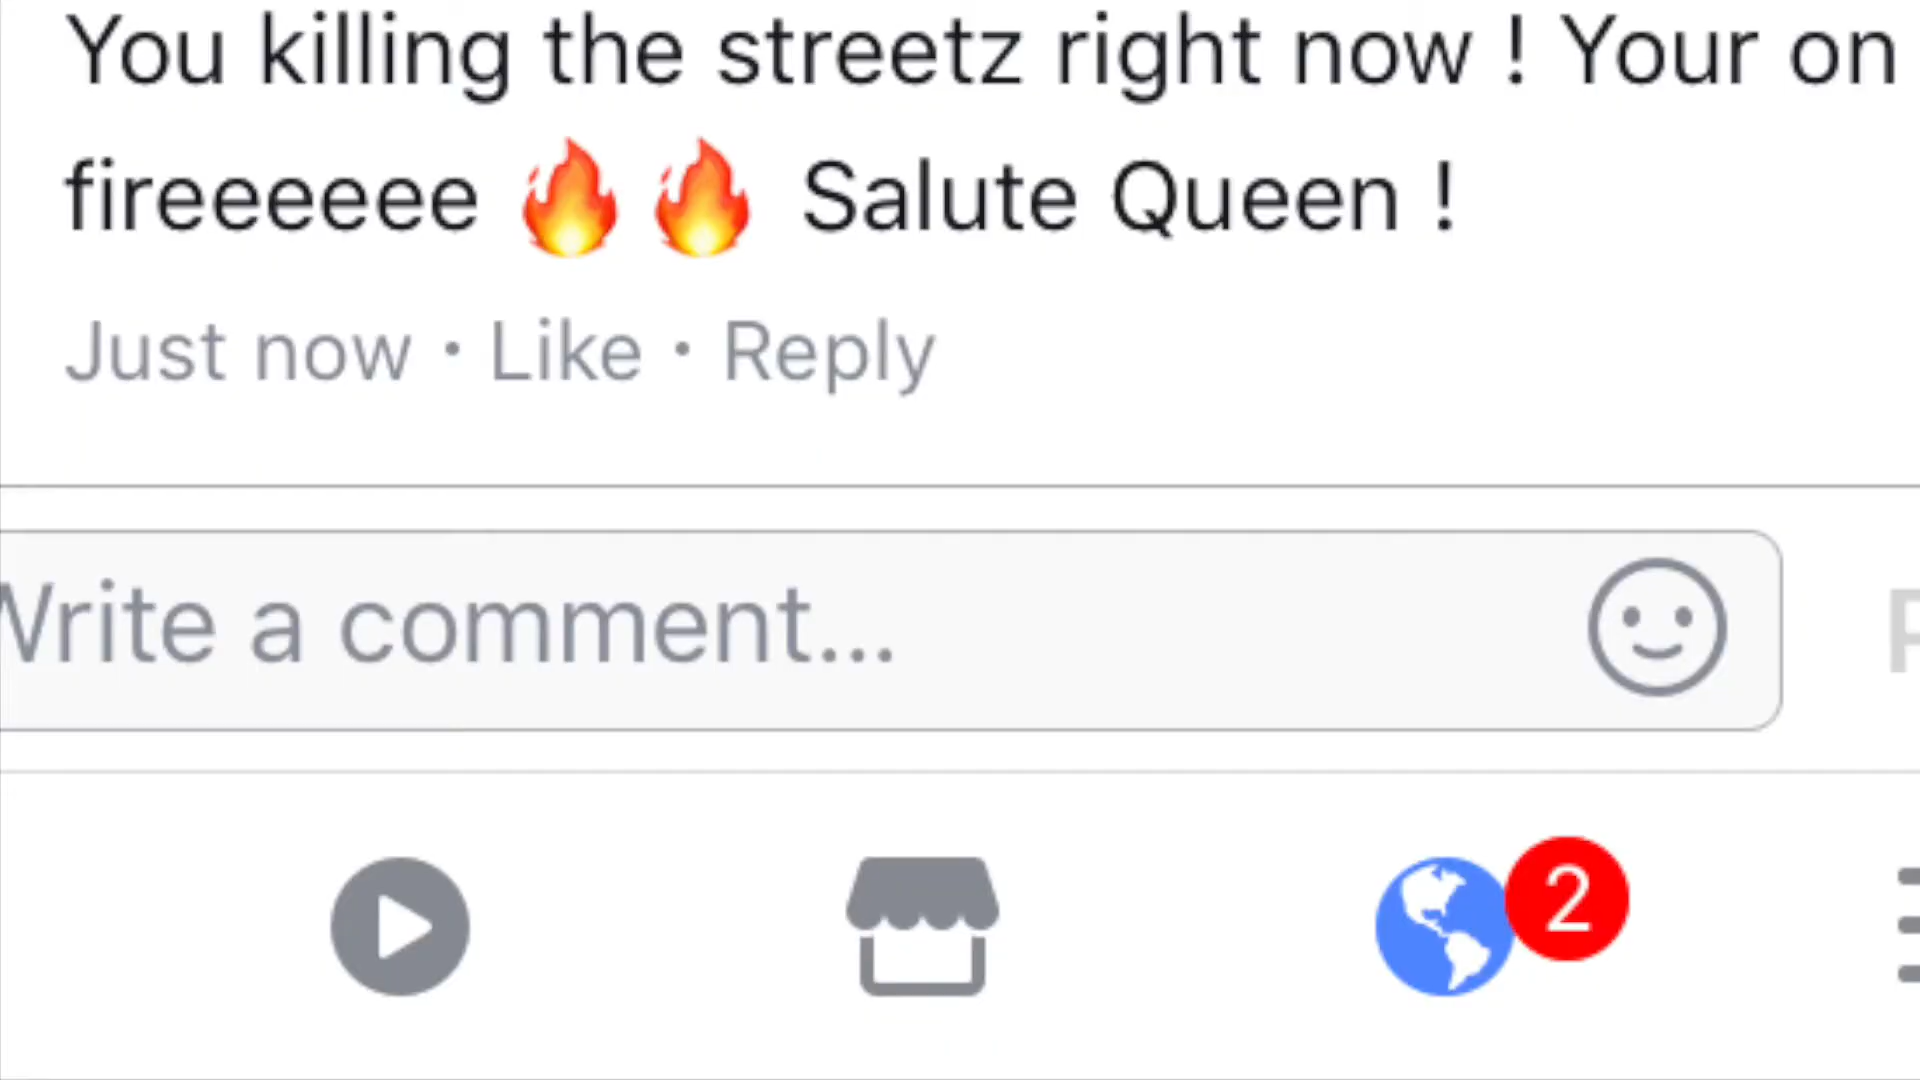 You killing the streetz right now ! Your on
fireeeeee 🔥🔥 Salute Queen !
Just now · Like · Reply
Write a comment...
2